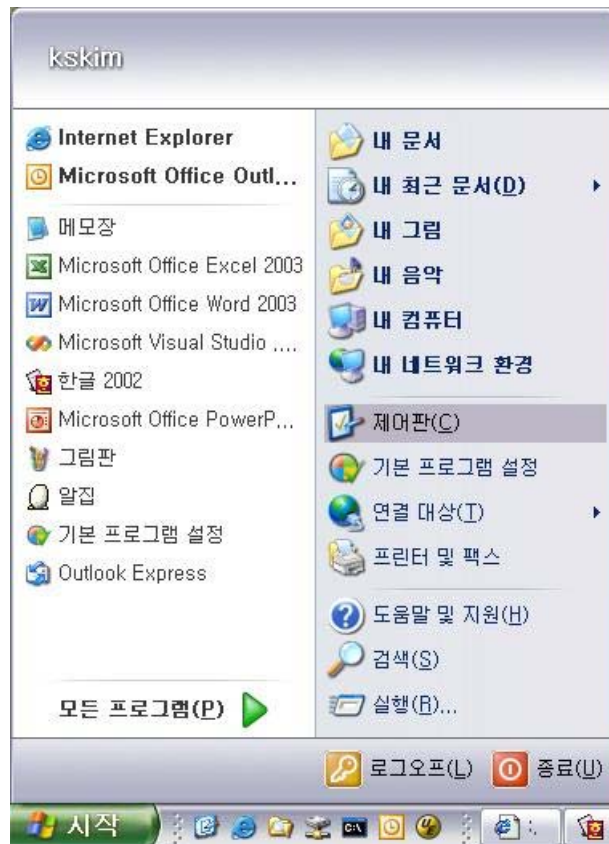 kskim
Internet Explorer
Microsoft Office Outl...
메모장
Microsoft Office Excel 2003
Microsoft Office Word 2003
Microsoft Visual Studio ....
한글 2002
Microsoft Office PowerP...
그림판
알집
기본 프로그램 설정
Outlook Express
모든 프로그램(P)
내 문서
내 최근 문서(D)
내 그림
내 음악
내 컴퓨터
내 네트워크 환경
제어판(C)
기본 프로그램 설정
연결 대상(T)
프린터 및 팩스
도움말 및 지원(H)
검색(S)
실행(R)...
로그오프(L)
종료(U)
시작